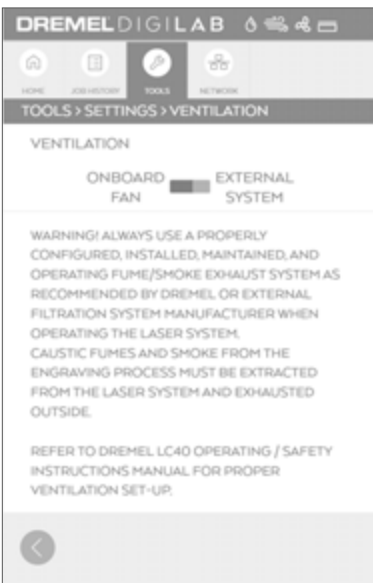 DREMEL DIGILAB
HOME
JOB HISTORY
TOOLS
NETWORK
TOOLS > SETTINGS > VENTILATION
VENTILATION
ONBOARD FAN
EXTERNAL SYSTEM
WARNING! ALWAYS USE A PROPERLY
CONFIGURED, INSTALLED, MAINTAINED, AND
OPERATING FUME/SMOKE EXHAUST SYSTEM AS
RECOMMENDED BY DREMEL OR EXTERNAL
FILTRATION SYSTEM MANUFACTURER WHEN
OPERATING THE LASER SYSTEM.
CAUSTIC FUMES AND SMOKE FROM THE
ENGRAVING PROCESS MUST BE EXTRACTED
FROM THE LASER SYSTEM AND EXHAUSTED
OUTSIDE.
REFER TO DREMEL LC40 OPERATING / SAFETY
INSTRUCTIONS MANUAL FOR PROPER
VENTILATION SET-UP.